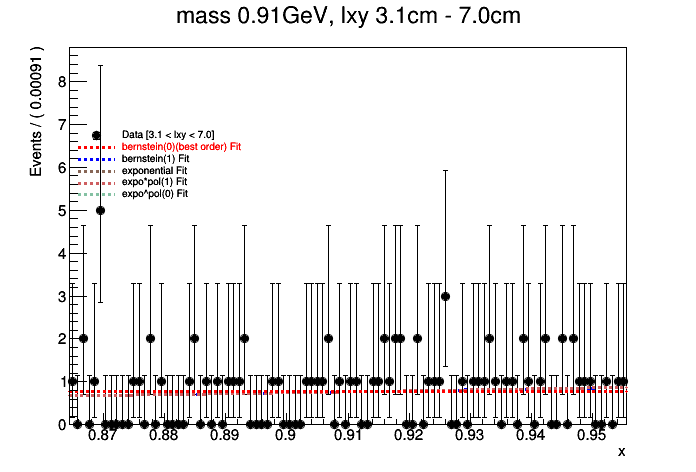 mass 0.91GeV, lxy 3.1cm - 7.0cm
Events / ( 0.00091 )
8
7
6
5
4
3
2
1
0
Data [3.1 < lxy < 7.0]
bernstein(0)(best order) Fit
bernstein(1) Fit
exponential Fit
expo*pol(1) Fit
expo^pol(0) Fit
0.87 0.88 0.89 0.9 0.91 0.92 0.93 0.94 0.95
x